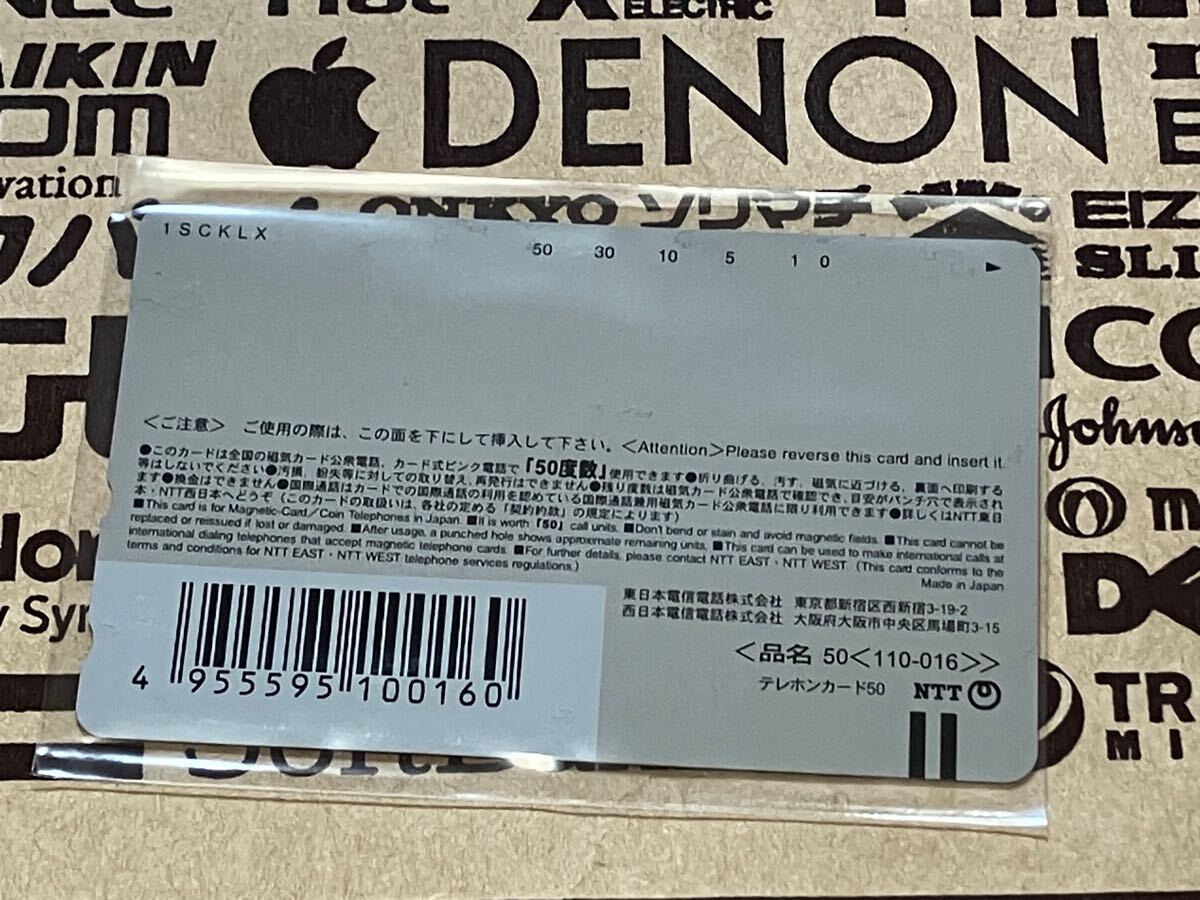 ELECTRIC
AIKIN
DENON
vation
ONKYO ソリマチ
EIZ
SLI
1SCKLX
50 30 10 5 1 0
<ご注意> ご使用の際は、この面を下にして挿入して下さい。<Attention>Please reverse this card and insert it.
●このカードは全国の磁気カード公衆電話、カード式ピンク電話で「50度数」使用できます●折り曲げる、汚す、磁気に近づける、裏面へ印刷する
等はしないでください●汚損、紛失等に対しての取り替え、再発行はできません●残り度数は磁気カード公衆電話で確認でき、目安がパンチ穴で表示され
ます●換金はできません●国際通話はカードでの国際通話の利用を認めている国際通話兼用磁気カード公衆電話に限り利用できます●詳しくはNTT東日
本・NTT西日本へどうぞ(このカードの取扱いは、各社の定める「契約約款」の規定によります)
■This card is for Magnetic-Card/Coin Telephones in Japan. ■It is worth「50」call units. ■Don't bend or stain and avoid magnetic fields. ■This card cannot be
replaced or reissued if lost or damaged. ■After usage, a punched hole shows approximate remaining units. ■This card can be used to make international calls at
international dialing telephones that accept magnetic telephone cards. ■For further details, please contact NTT EAST・NTT WEST (This card conforms to the
terms and conditions for NTT EAST・NTT WEST telephone services regulations.)
Made in Japan
東日本電信電話株式会社 東京都新宿区西新宿3-19-2
西日本電信電話株式会社 大阪府大阪市中央区馬場町3-15
<品名 50<110-016>>
テレホンカード50 NTT
4 955595 100160
Johnso
Nor
y Syn
TR
MI